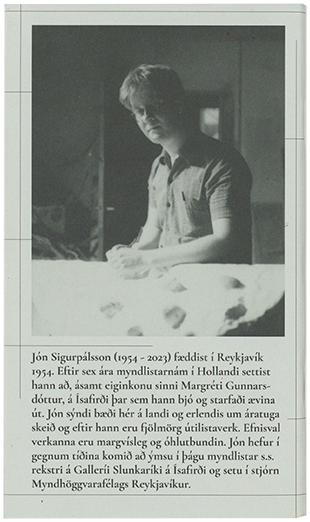 Jón Sigurpálsson (1954 - 2023) fæddist í Reykjavík
1954. Eftir sex ára myndlistarnám í Hollandi settist
hann að, ásamt eiginkonu sinni Margréti Gunnars-
dóttur, á Ísafirði þar sem hann bjó og starfaði ævina
út. Jón sýndi bæði hér á landi og erlendis um áratuga
skeið og eftir hann eru fjölmörg útilistaverk. Efnisval
verkanna eru margvísleg og óhlutbundin. Jón hefur í
gegnum tíðina komið að ýmsu í þágu myndlistar s.s.
rekstri á Galleríi Slunkaríki á Ísafirði og setu í stjórn
Myndhöggvarafélags Reykjavíkur.